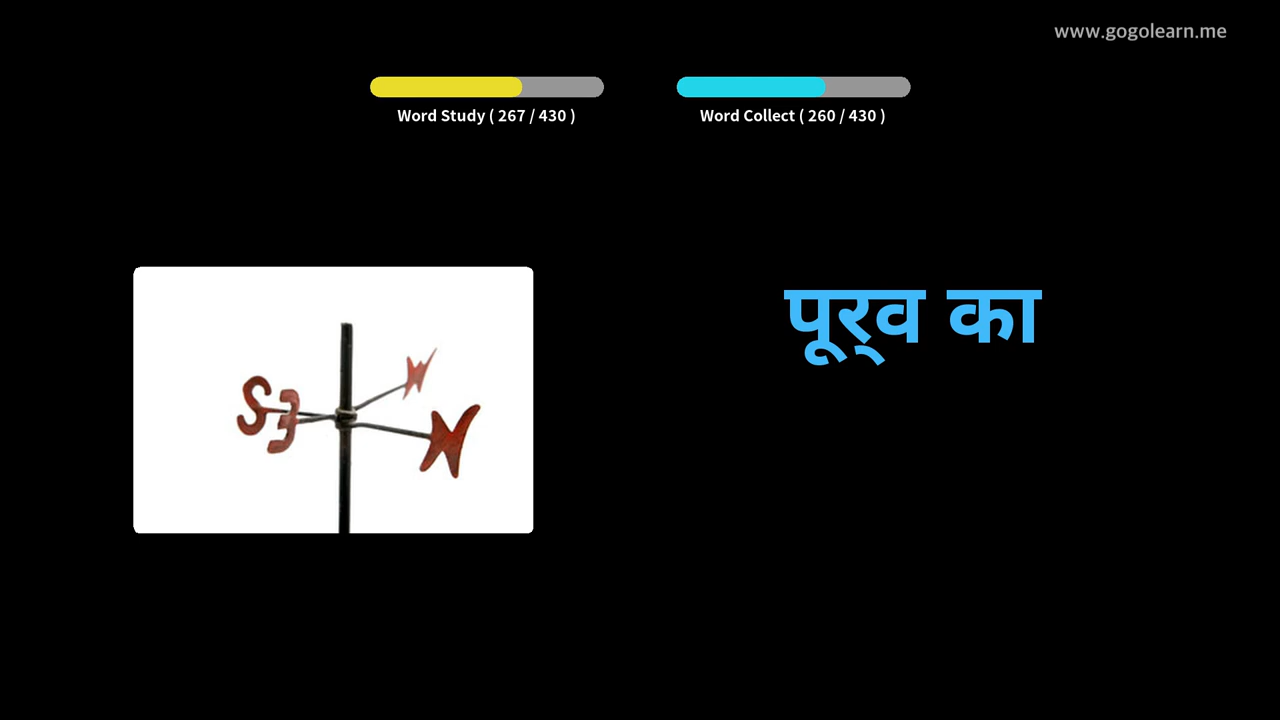 www.gogolearn.me
Word Study ( 267 / 430 )
Word Collect ( 260 / 430 )
S E N W
पूर्व का